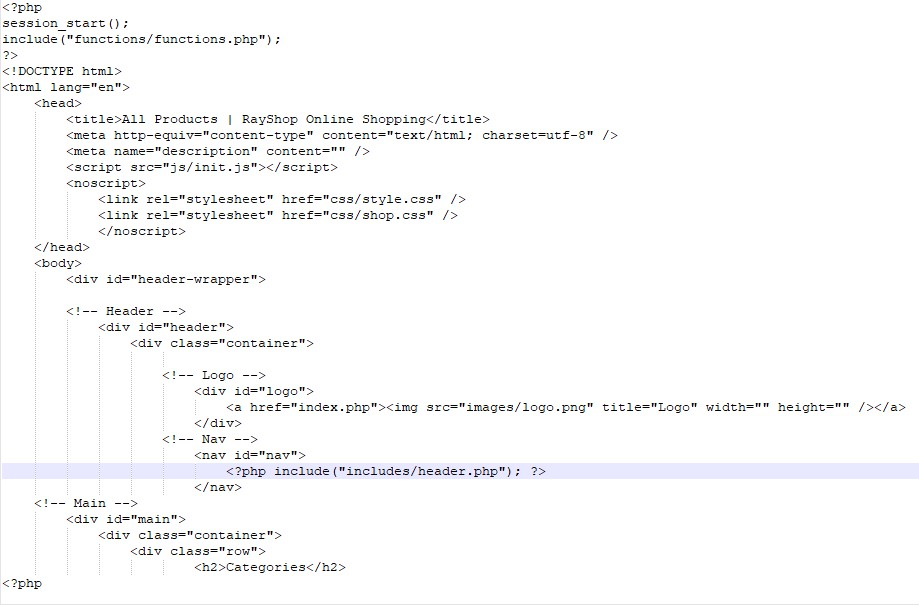 <?php
session_start();
include("functions/functions.php");
?>
<!DOCTYPE html>
<html lang="en">
<head>
<title>All Products | RayShop Online Shopping</title>
<meta http-equiv="content-type" content="text/html; charset=utf-8" />
<meta name="description" content="" />
<script src="js/init.js"></script>
<noscript>
<link rel="stylesheet" href="css/style.css" />
<link rel="stylesheet" href="css/shop.css" />
</noscript>
</head>
<body>
<div id="header-wrapper">
<!-- Header -->
<div id="header">
<div class="container">
<!-- Logo -->
<div id="logo">
<a href="index.php"><img src="images/logo.png" title="Logo" width="" height="" /></a>
</div>
<!-- Nav -->
<nav id="nav">
<?php include("includes/header.php"); ?>
</nav>
<!-- Main -->
<div id="main">
<div class="container">
<div class="row">
<h2>Categories</h2>
<?php